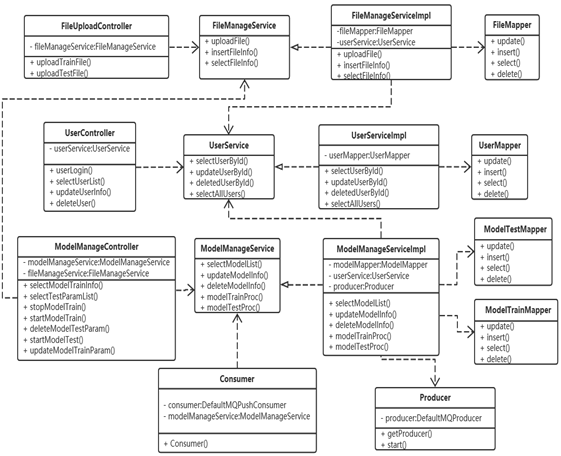 FileUploadController
- fileManageService:FileManageService
+ uploadTrainFile()
+ uploadTestFile()
FileManageService
+ uploadFile()
+ insertFileInfo()
+ selectFileInfo()
FileManageServiceImpl
-fileMapper:FileMapper
-userService:UserService
+ uploadFile()
+ insertFileInfo()
+ selectFileInfo()
FileMapper
+ update()
+ insert()
+ select()
+ delete()
UserController
- userService:UserService
+ userLogin()
+ selectUserList()
+ updateUserInfo()
+ deleteUser()
UserService
+ selectUserById()
+ updateUserById()
+ deletedUserById()
+ selectAllUsers()
UserServiceImpl
- userMapper:UserMapper
+ selectUserById()
+ updateUserById()
+ deletedUserById()
+ selectAllUsers()
UserMapper
+ update()
+ insert()
+ select()
+ delete()
ModelManageController
- modelManageService:ModelManageService
- fileManageService:FileManageService
+ selectModelTrainInfo()
+ selectTestParamList()
+ stopModelTrain()
+ startModelTrain()
+ deleteModelTestParam()
+ startModelTest()
+ updateModelTrainParam()
ModelManageService
+ selectModelList()
+ updateModelInfo()
+ deleteModelInfo()
+ modelTrainProc()
+ modelTestProc()
ModelManageServiceImpl
- modelMapper:ModelMapper
- userService:UserService
- producer:Producer
+ selectModelList()
+ updateModelInfo()
+ deleteModelInfo()
+ modelTrainProc()
+ modelTestProc()
ModelTestMapper
+ update()
+ insert()
+ select()
+ delete()
ModelTrainMapper
+ update()
+ insert()
+ select()
+ delete()
Consumer
- consumer:DefaultMQPushConsumer
- modelManageService:ModelManageService
+ Consumer()
Producer
- producer:DefaultMQProducer
+ getProducer()
+ start()